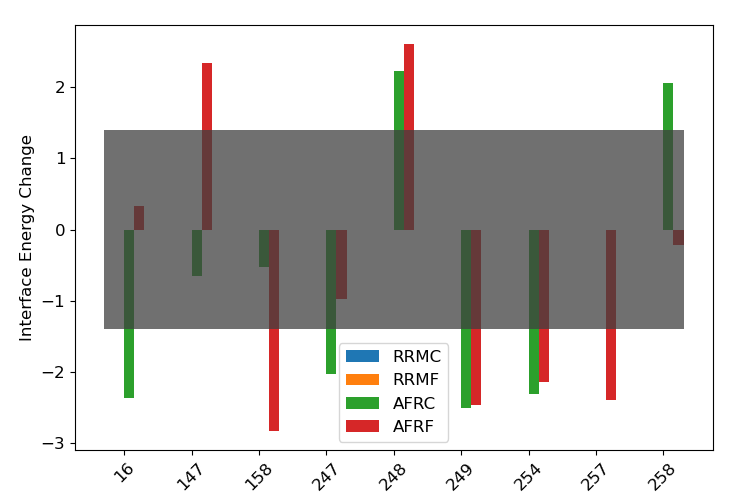 Interface Energy Change
2
1
0
−1
−2
−3
RRMC
RRMF
AFRC
AFRF
16 147 158 247 248 249 254 257 258